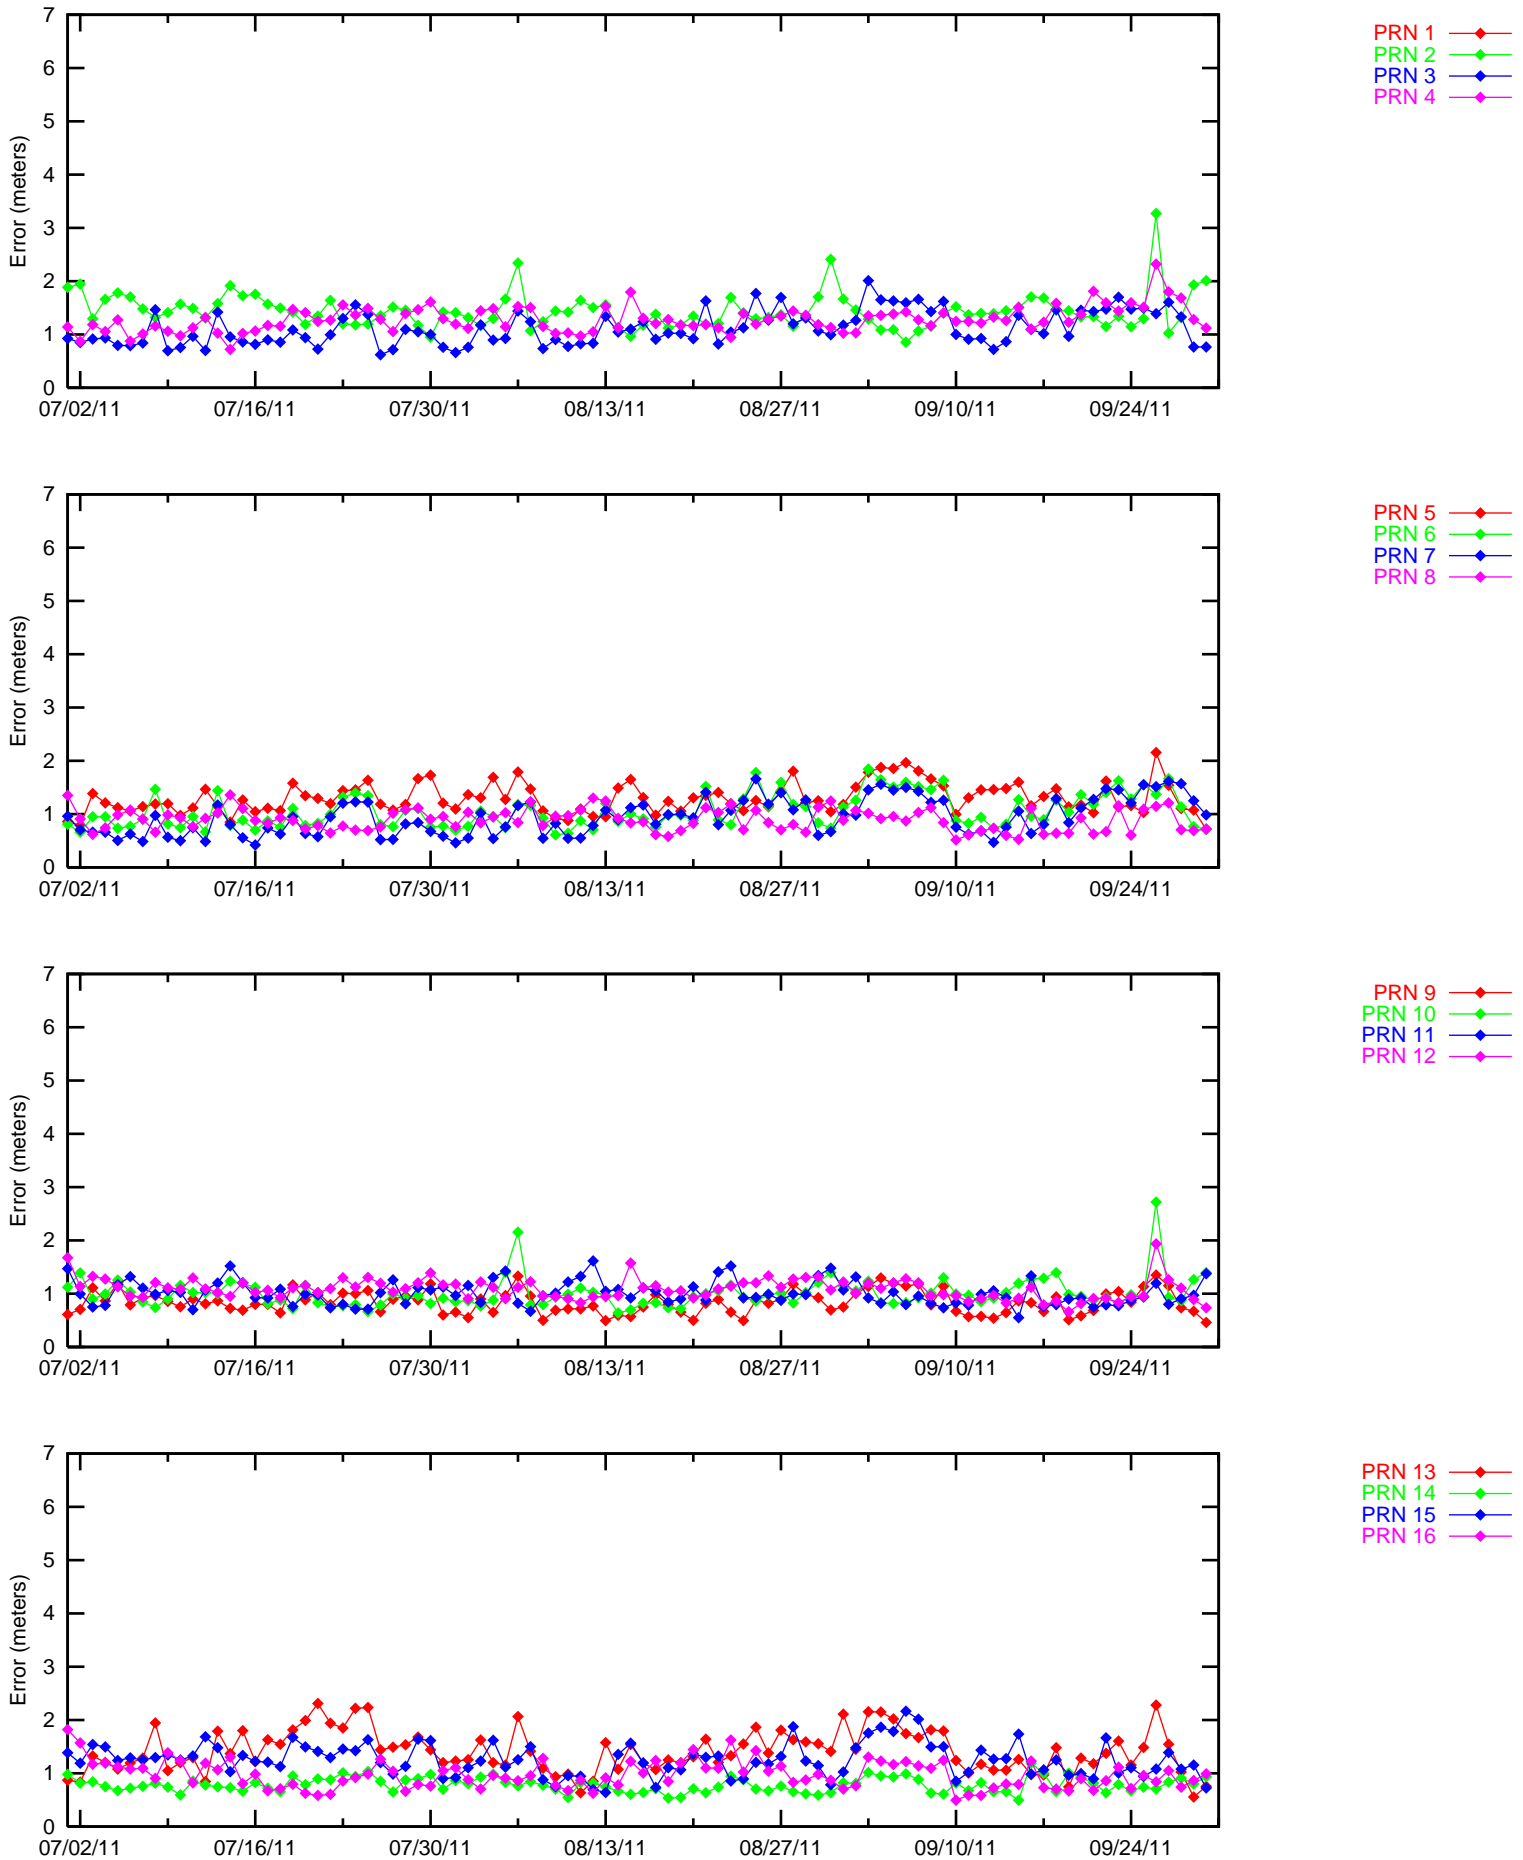 7
6
5
4
3
2
1
0
Error (meters)
07/02/11 07/16/11 07/30/11 08/13/11 08/27/11 09/10/11 09/24/11
PRN 1
PRN 2
PRN 3
PRN 4
7
6
5
4
3
2
1
0
Error (meters)
07/02/11 07/16/11 07/30/11 08/13/11 08/27/11 09/10/11 09/24/11
PRN 5
PRN 6
PRN 7
PRN 8
7
6
5
4
3
2
1
0
Error (meters)
07/02/11 07/16/11 07/30/11 08/13/11 08/27/11 09/10/11 09/24/11
PRN 9
PRN 10
PRN 11
PRN 12
7
6
5
4
3
2
1
0
Error (meters)
07/02/11 07/16/11 07/30/11 08/13/11 08/27/11 09/10/11 09/24/11
PRN 13
PRN 14
PRN 15
PRN 16